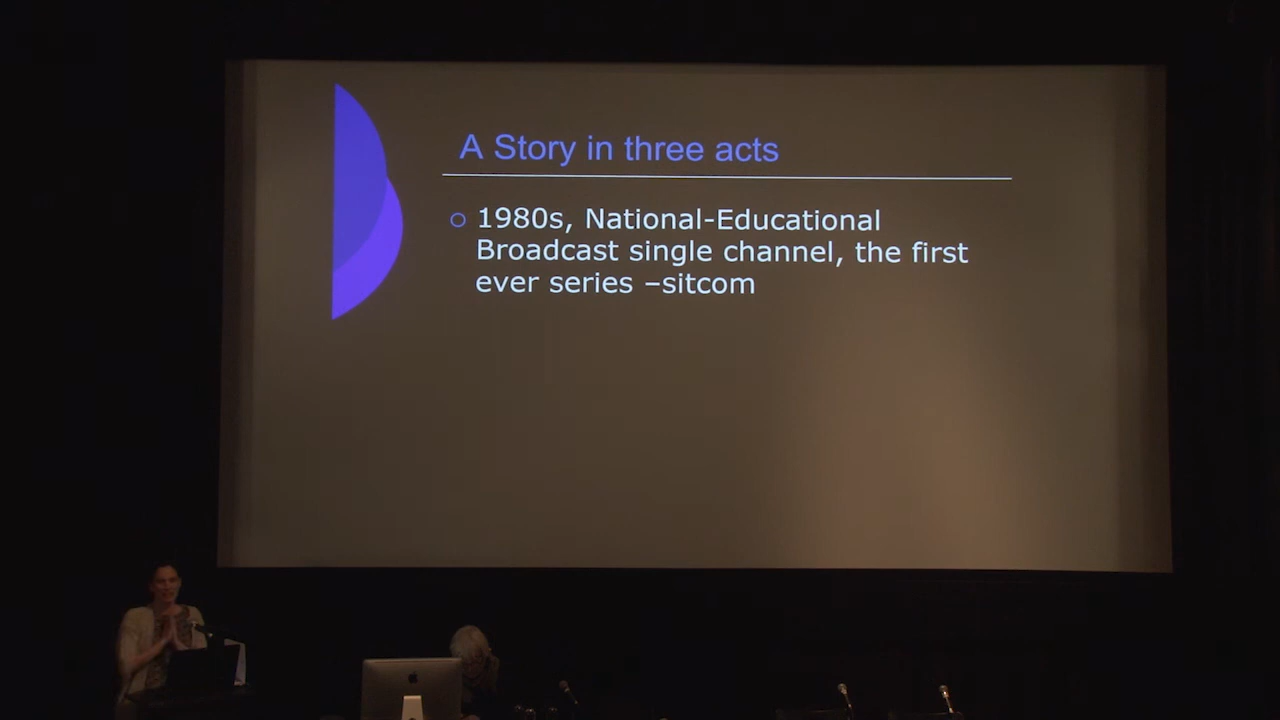 A Story in three acts
1980s, National-Educational
Broadcast single channel, the first
ever series –sitcom